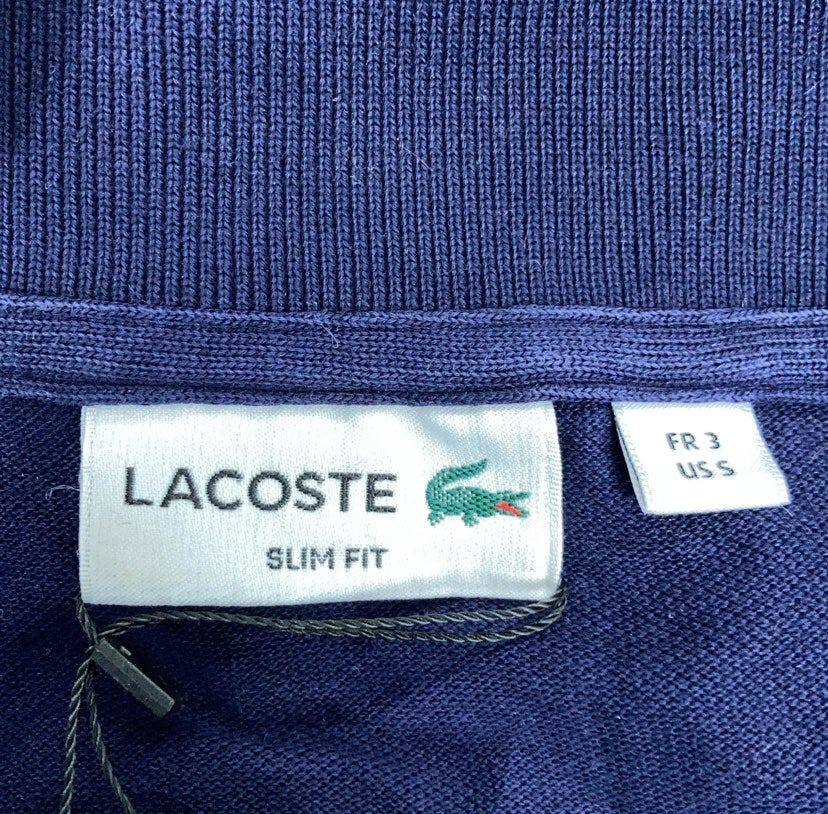 LACOSTE
SLIM FIT
FR 3
US S